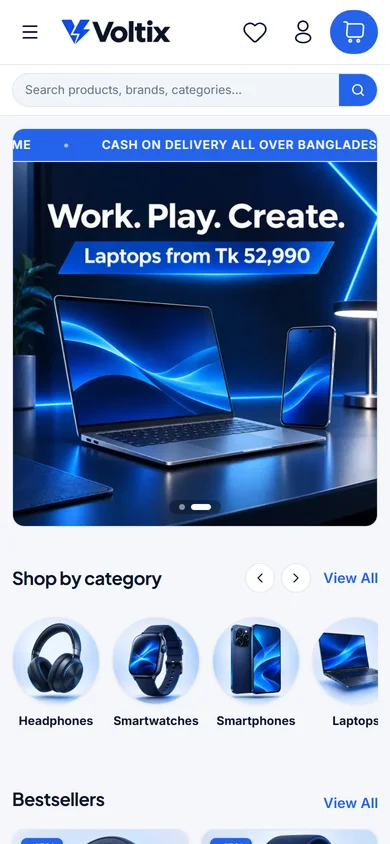 Voltix
Search products, brands, categories...
ME • CASH ON DELIVERY ALL OVER BANGLADES
Work. Play. Create.
Laptops from Tk 52,990
Shop by category
View All
Headphones Smartwatches Smartphones Laptops
Bestsellers
View All